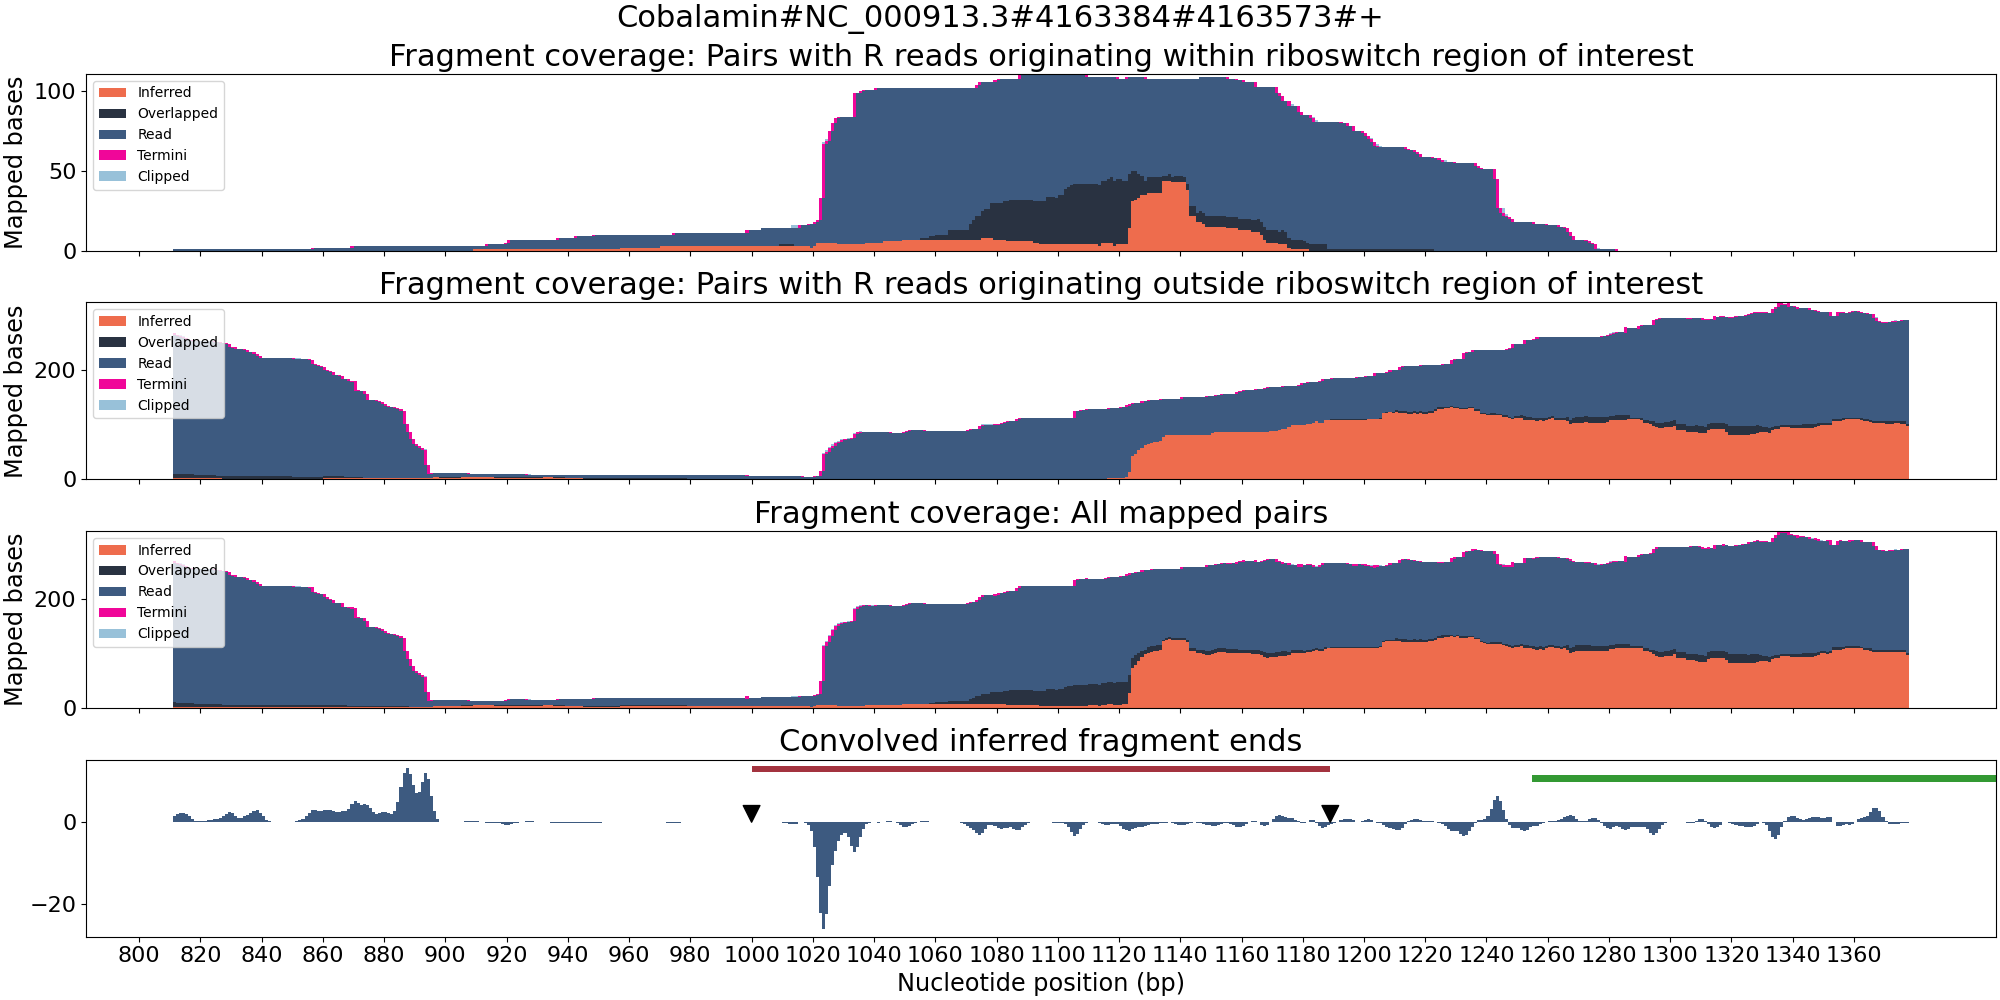 Cobalamin#NC_000913.3#4163384#4163573#+
Fragment coverage: Pairs with R reads originating within riboswitch region of interest
Mapped bases
100
50
0
Inferred
Overlapped
Read
Termini
Clipped
Fragment coverage: Pairs with R reads originating outside riboswitch region of interest
Mapped bases
200
0
Inferred
Overlapped
Read
Termini
Clipped
Fragment coverage: All mapped pairs
Mapped bases
200
0
Inferred
Overlapped
Read
Termini
Clipped
Convolved inferred fragment ends
0
−20
800 820 840 860 880 900 920 940 960 980 1000 1020 1040 1060 1080 1100 1120 1140 1160 1180 1200 1220 1240 1260 1280 1300 1320 1340 1360
Nucleotide position (bp)